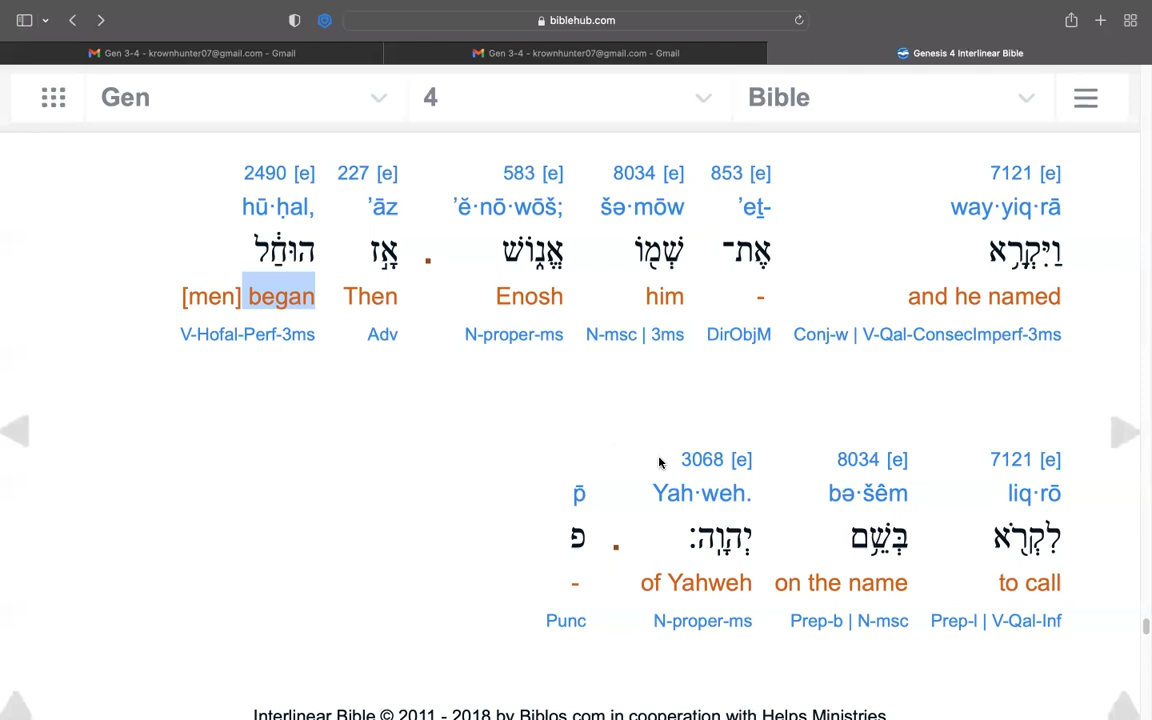 biblehub.com
Gen 3-4 - krownhunter07@gmail.com - Gmail
Gen 3-4 - krownhunter07@gmail.com - Gmail
Genesis 4 Interlinear Bible
Gen 4 Bible
2490 [e] 227 [e] 583 [e] 8034 [e] 853 [e] 7121 [e]
hū·ḥal, ’āz ’ĕ·nō·wōš; šə·mōw ’eṯ- way·yiq·rā
וַיִּקְרָ֥א אֶת־ שְׁמ֖וֹ אֱנ֑וֹשׁ . אָ֣ז הוּחַ֔ל
[men] began Then Enosh him - and he named
V-Hofal-Perf-3ms Adv N-proper-ms N-msc | 3ms DirObjM Conj-w | V-Qal-ConsecImperf-3ms
3068 [e] 8034 [e] 7121 [e]
p̄ Yah·weh. bə·šêm liq·rō
לִקְרֹ֖א בְּשֵׁ֥ם יְהוָֽה׃ . פ
- of Yahweh on the name to call
Punc N-proper-ms Prep-b | N-msc Prep-l | V-Qal-Inf
Interlinear Bible © 2011 - 2018 by Biblos.com in cooperation with Helps Ministries